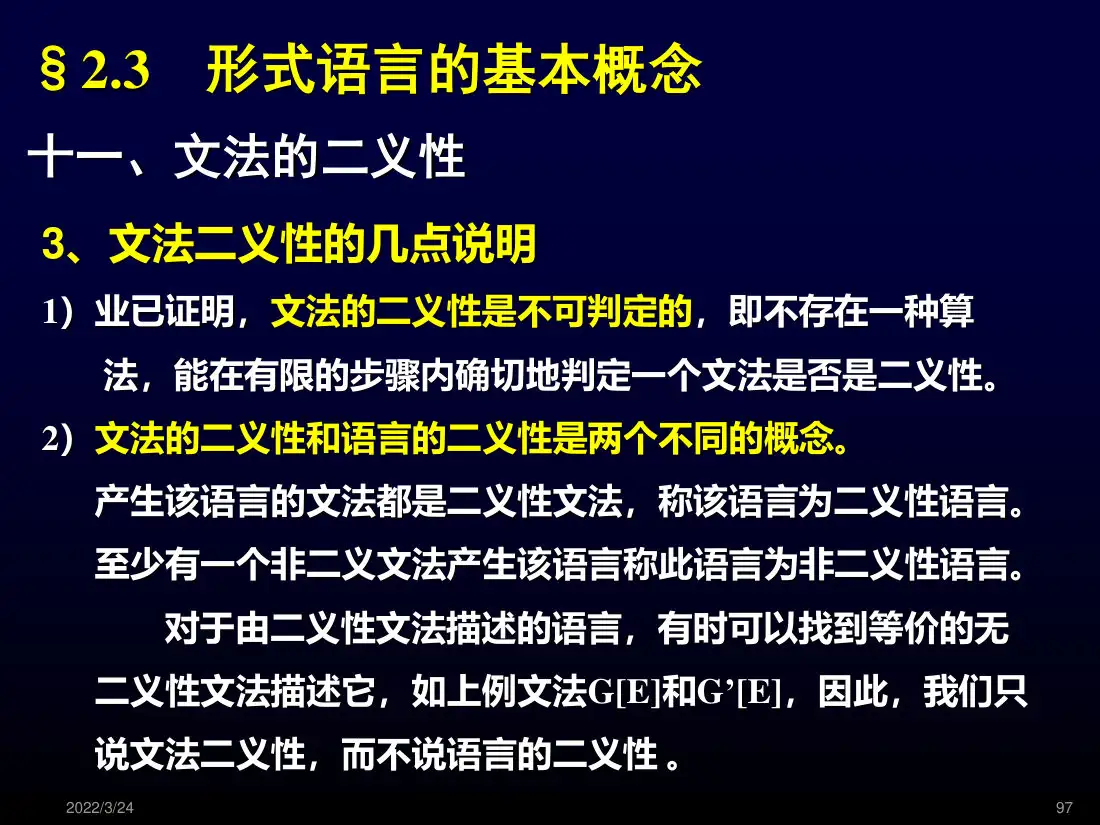 §2.3 形式语言的基本概念
十一、文法的二义性
3、文法二义性的几点说明
1）业已证明，文法的二义性是不可判定的，即不存在一种算
法，能在有限的步骤内确切地判定一个文法是否是二义性。
2）文法的二义性和语言的二义性是两个不同的概念。
产生该语言的文法都是二义性文法，称该语言为二义性语言。
至少有一个非二义文法产生该语言称此语言为非二义性语言。
对于由二义性文法描述的语言，有时可以找到等价的无
二义性文法描述它，如上例文法G[E]和G’[E]，因此，我们只
说文法二义性，而不说语言的二义性 。
2022/3/24
97